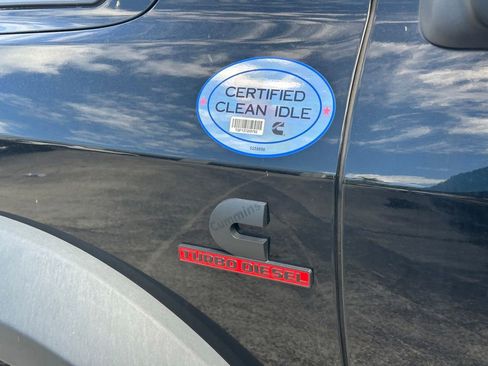 CERTIFIED
CLEAN IDLE
cummins
TURBO DIESEL